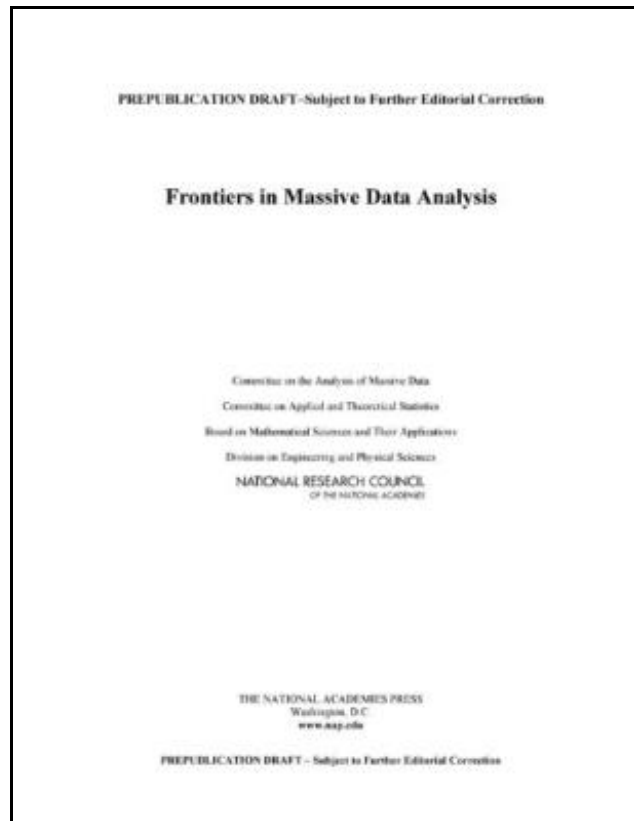 PREPUBLICATION DRAFT–Subject to Further Editorial Correction
Frontiers in Massive Data Analysis
Committee on the Analysis of Massive Data
Committee on Applied and Theoretical Statistics
Board on Mathematical Sciences and Their Applications
Division on Engineering and Physical Sciences
NATIONAL RESEARCH COUNCIL
OF THE NATIONAL ACADEMIES
THE NATIONAL ACADEMIES PRESS
Washington, D.C.
www.nap.edu
PREPUBLICATION DRAFT – Subject to Further Editorial Correction